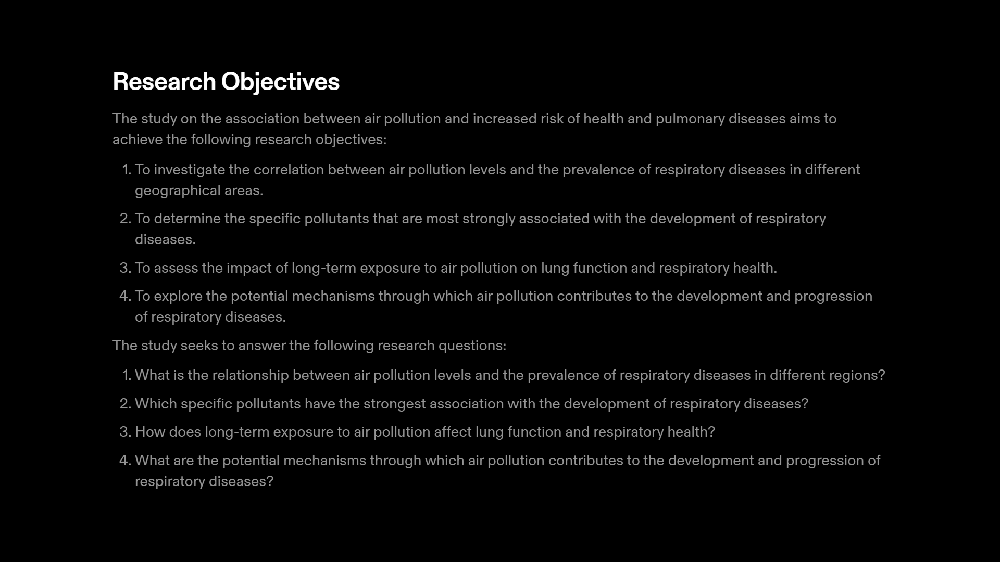 Research Objectives
The study on the association between air pollution and increased risk of health and pulmonary diseases aims to
achieve the following research objectives:
1. To investigate the correlation between air pollution levels and the prevalence of respiratory diseases in different
geographical areas.
2. To determine the specific pollutants that are most strongly associated with the development of respiratory
diseases.
3. To assess the impact of long-term exposure to air pollution on lung function and respiratory health.
4. To explore the potential mechanisms through which air pollution contributes to the development and progression
of respiratory diseases.
The study seeks to answer the following research questions:
1. What is the relationship between air pollution levels and the prevalence of respiratory diseases in different regions?
2. Which specific pollutants have the strongest association with the development of respiratory diseases?
3. How does long-term exposure to air pollution affect lung function and respiratory health?
4. What are the potential mechanisms through which air pollution contributes to the development and progression of
respiratory diseases?